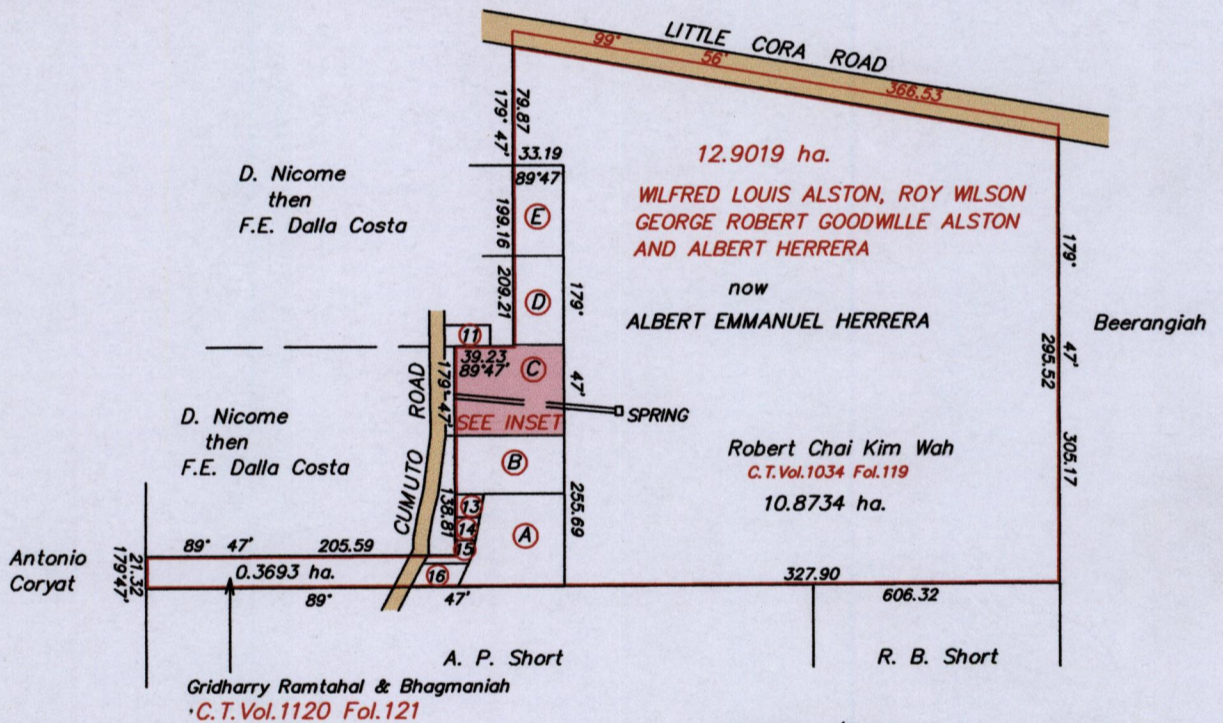 LITTLE CORA ROAD
99° 56' 366.53
79.87
179° 47'
33.19
89°47
12.9019 ha.
WILFRED LOUIS ALSTON, ROY WILSON
GEORGE ROBERT GOODWILLE ALSTON
AND ALBERT HERRERA
now
ALBERT EMMANUEL HERRERA
D. Nicome
then
F.E. Dalla Costa
199.16
E
209.21
D
179° 47'
255.69
179° 47'
295.52
305.17
Beerangiah
11
39.23
89°47'
C
179° 47'
SEE INSET
SPRING
D. Nicome
then
F.E. Dalla Costa
CUMUTO ROAD
B
138.81
13
14
15
16
A
Robert Chai Kim Wah
C.T.Vol.1034 Fol.119
10.8734 ha.
Antonio
Coryat
21.32
179°47'
89° 47' 205.59
0.3693 ha.
89° 47'
327.90
606.32
A. P. Short
R. B. Short
Gridharry Ramtahal & Bhagmaniah
C.T.Vol.1120 Fol.121